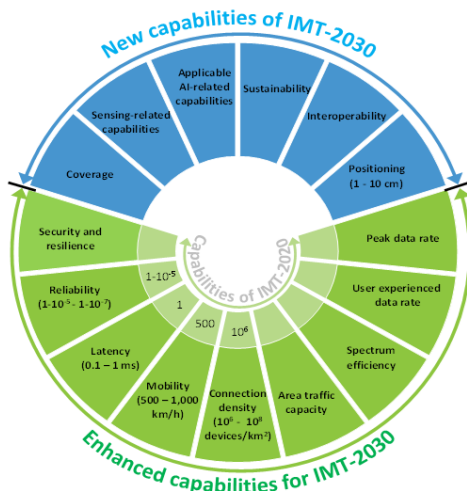 New capabilities of IMT-2030
Applicable
AI-related
capabilities
Sustainability
Sensing-related
capabilities
Interoperability
Coverage
Positioning
(1 - 10 cm)
Security and
resilience
Peak data rate
Capabilities of IMT-2020
1-10⁻⁵
1
500
10⁶
Reliability
(1-10⁻⁵ - 1-10⁻⁷)
User experienced
data rate
Latency
(0.1 – 1 ms)
Spectrum
efficiency
Mobility
(500 – 1,000
km/h)
Connection
density
(10⁶ - 10⁸
devices/km²)
Area traffic
capacity
Enhanced capabilities for IMT-2030